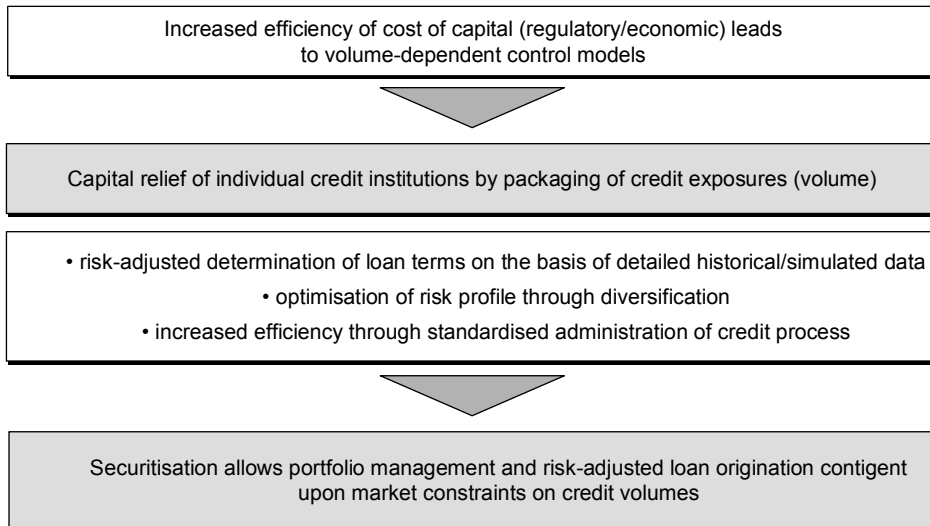 Increased efficiency of cost of capital (regulatory/economic) leads
to volume-dependent control models
Capital relief of individual credit institutions by packaging of credit exposures (volume)
• risk-adjusted determination of loan terms on the basis of detailed historical/simulated data
• optimisation of risk profile through diversification
• increased efficiency through standardised administration of credit process
Securitisation allows portfolio management and risk-adjusted loan origination contigent
upon market constraints on credit volumes